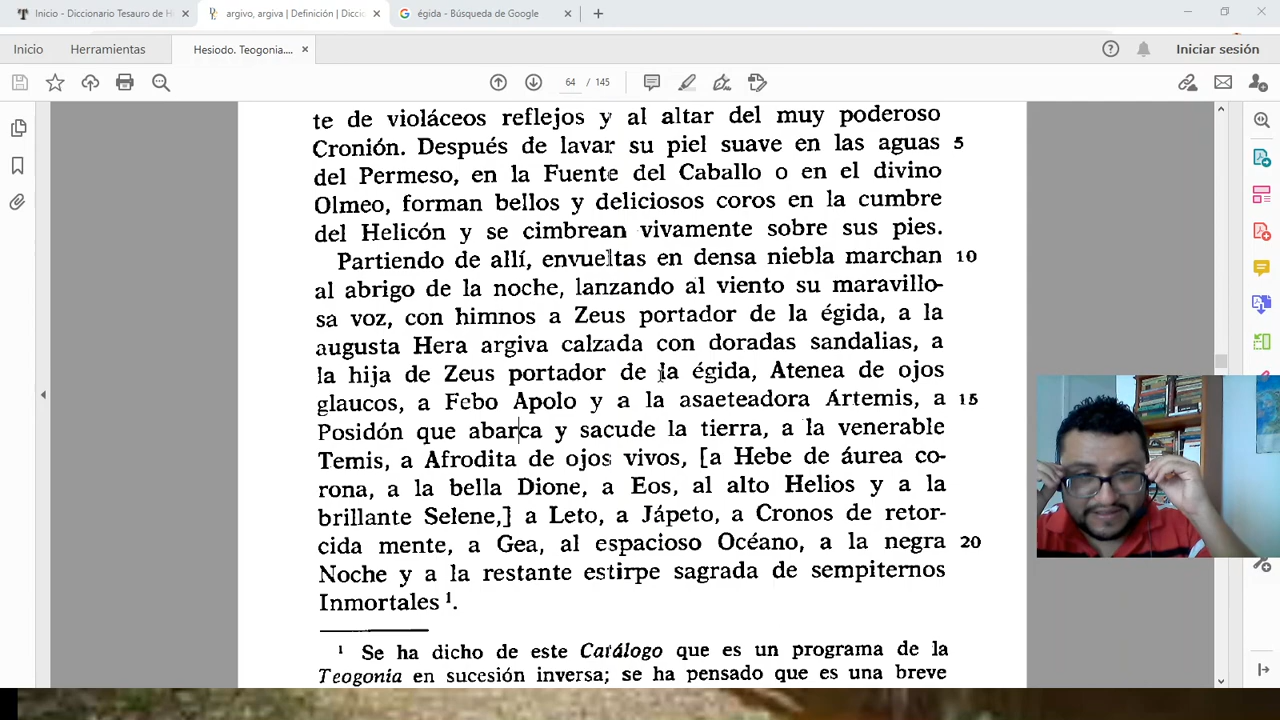 Inicio - Diccionario Tesauro de H
argivo, argiva | Definición | Dicci
égida - Búsqueda de Google
Inicio
Herramientas
Hesiodo. Teogonia....
Iniciar sesión
64 / 145
te de violáceos reflejos y al altar del muy poderoso
Cronión. Después de lavar su piel suave en las aguas 5
del Permeso, en la Fuente del Caballo o en el divino
Olmeo, forman bellos y deliciosos coros en la cumbre
del Helicón y se cimbrean vivamente sobre sus pies.
Partiendo de allí, envueltas en densa niebla marchan 10
al abrigo de la noche, lanzando al viento su maravillo-
sa voz, con himnos a Zeus portador de la égida, a la
augusta Hera argiva calzada con doradas sandalias, a
la hija de Zeus portador de la égida, Atenea de ojos
glaucos, a Febo Apolo y a la asaeteadora Ártemis, a 15
Posidón que abarca y sacude la tierra, a la venerable
Temis, a Afrodita de ojos vivos, [a Hebe de áurea co-
rona, a la bella Dione, a Eos, al alto Helios y a la
brillante Selene,] a Leto, a Jápeto, a Cronos de retor-
cida mente, a Gea, al espacioso Océano, a la negra 20
Noche y a la restante estirpe sagrada de sempiternos
Inmortales ¹.
¹ Se ha dicho de este Catálogo que es un programa de la
Teogonía en sucesión inversa; se ha pensado que es una breve